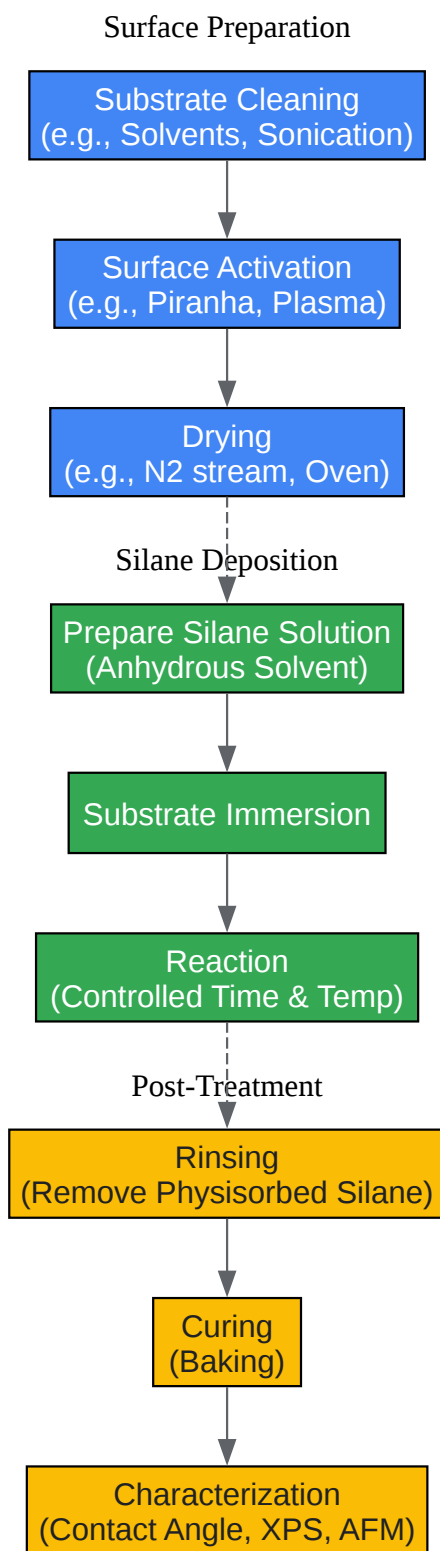 Surface Preparation
Substrate Cleaning
(e.g., Solvents, Sonication)
Surface Activation
(e.g., Piranha, Plasma)
Drying
(e.g., N2 stream, Oven)
Silane Deposition
Prepare Silane Solution
(Anhydrous Solvent)
Substrate Immersion
Reaction
(Controlled Time & Temp)
Post-Treatment
Rinsing
(Remove Physisorbed Silane)
Curing
(Baking)
Characterization
(Contact Angle, XPS, AFM)